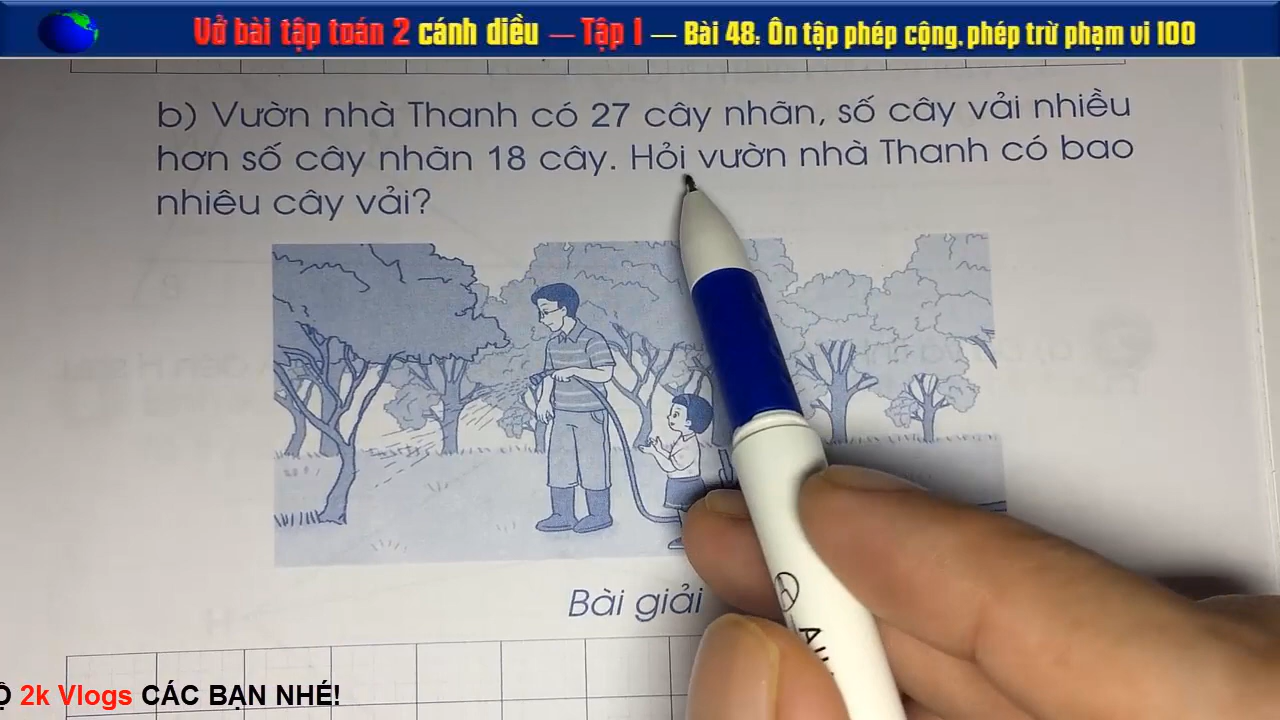 Vở bài tập toán 2 cánh diều – Tập 1 – Bài 48: Ôn tập phép cộng, phép trừ phạm vi 100
b) Vườn nhà Thanh có 27 cây nhãn, số cây vải nhiều
hơn số cây nhãn 18 cây. Hỏi vườn nhà Thanh có bao
nhiêu cây vải?
Bài giải
2k Vlogs CÁC BẠN NHÉ!